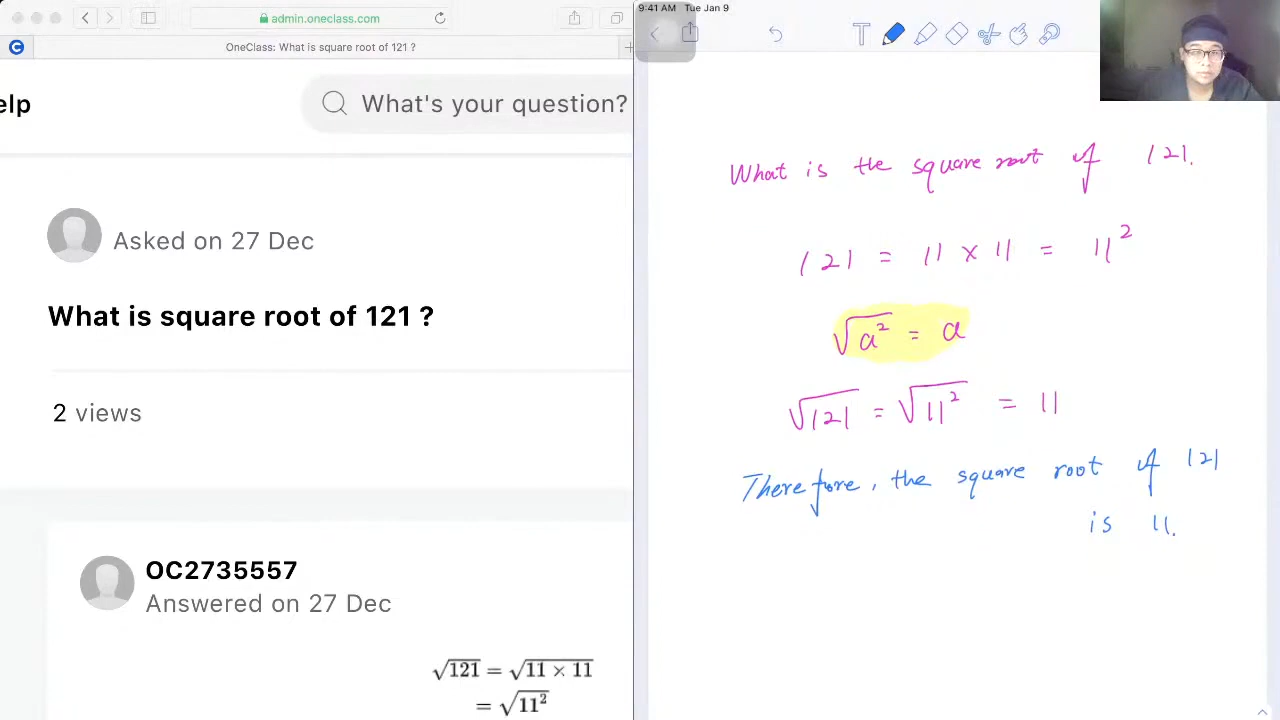 admin.oneclass.com
OneClass: What is square root of 121 ?
elp
What's your question?
Asked on 27 Dec
What is square root of 121 ?
2 views
OC2735557
Answered on 27 Dec
√121 = √11 × 11
= √11²
9:41 AM Tue Jan 9
T
What is the square root of 121.
121 = 11 × 11 = 11²
√a² = a
√121 = √11² = 11
Therefore, the square root of 121
is 11.